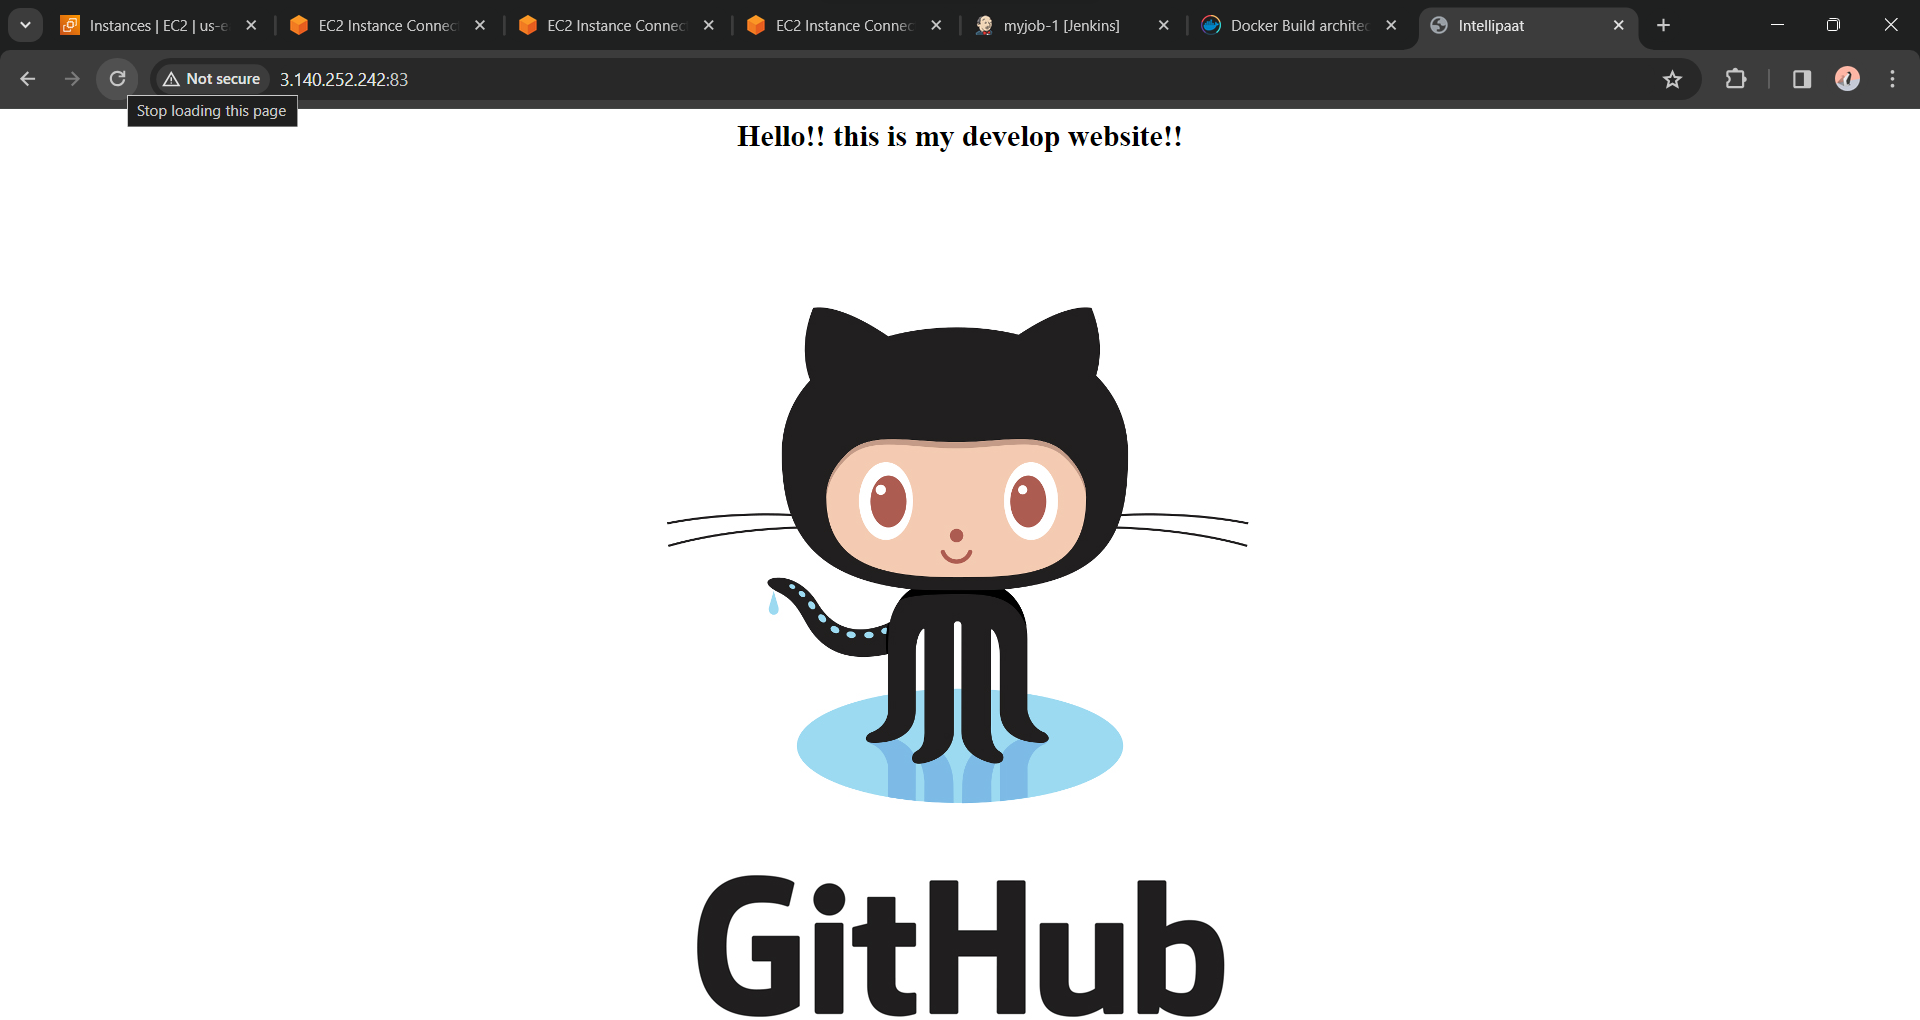 Instances | EC2 | us-e
EC2 Instance Connec
EC2 Instance Connec
EC2 Instance Connec
myjob-1 [Jenkins]
Docker Build architec
Intellipaat
Not secure
3.140.252.242:83
Stop loading this page
Hello!! this is my develop website!!
GitHub